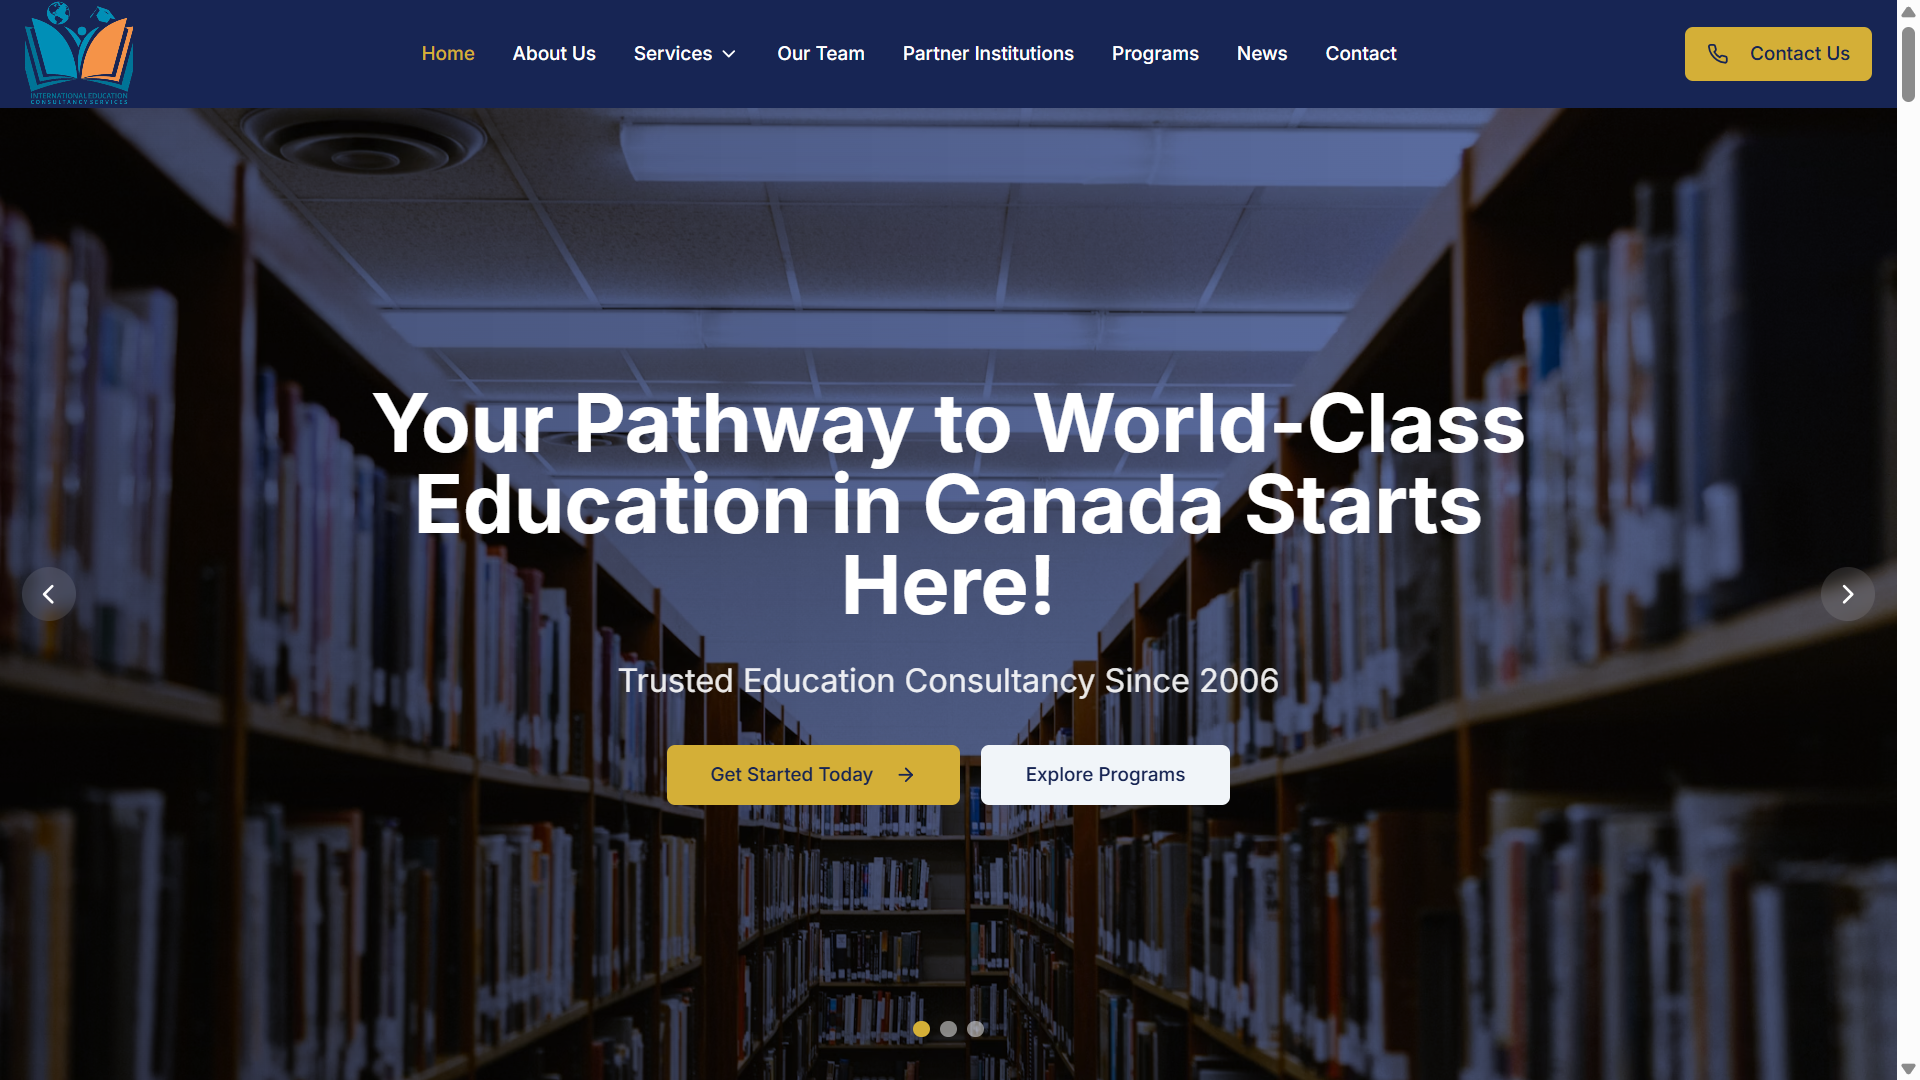 INTERNATIONAL EDUCATION
CONSULTANCY SERVICES
Home
About Us
Services
Our Team
Partner Institutions
Programs
News
Contact
Contact Us
Your Pathway to World-Class
Education in Canada Starts
Here!
Trusted Education Consultancy Since 2006
Get Started Today
Explore Programs